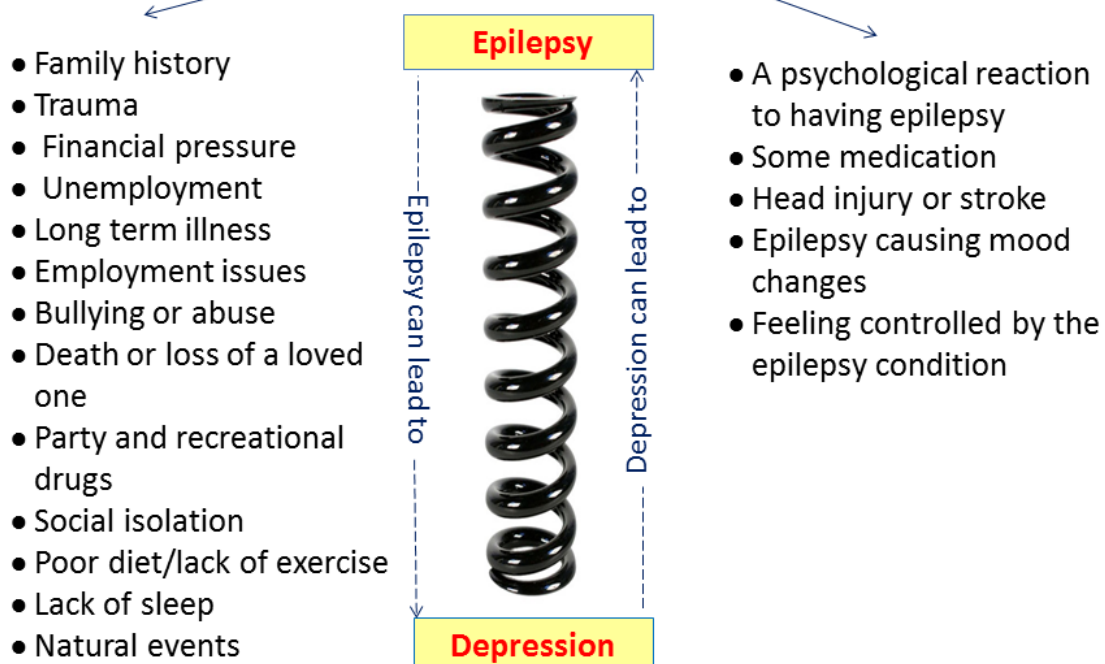 Epilepsy
• Family history
• Trauma
• Financial pressure
• Unemployment
• Long term illness
• Employment issues
• Bullying or abuse
• Death or loss of a loved
one
• Party and recreational
drugs
• Social isolation
• Poor diet/lack of exercise
• Lack of sleep
• Natural events
Epilepsy can lead to
Depression can lead to
• A psychological reaction
to having epilepsy
• Some medication
• Head injury or stroke
• Epilepsy causing mood
changes
• Feeling controlled by the
epilepsy condition
Depression